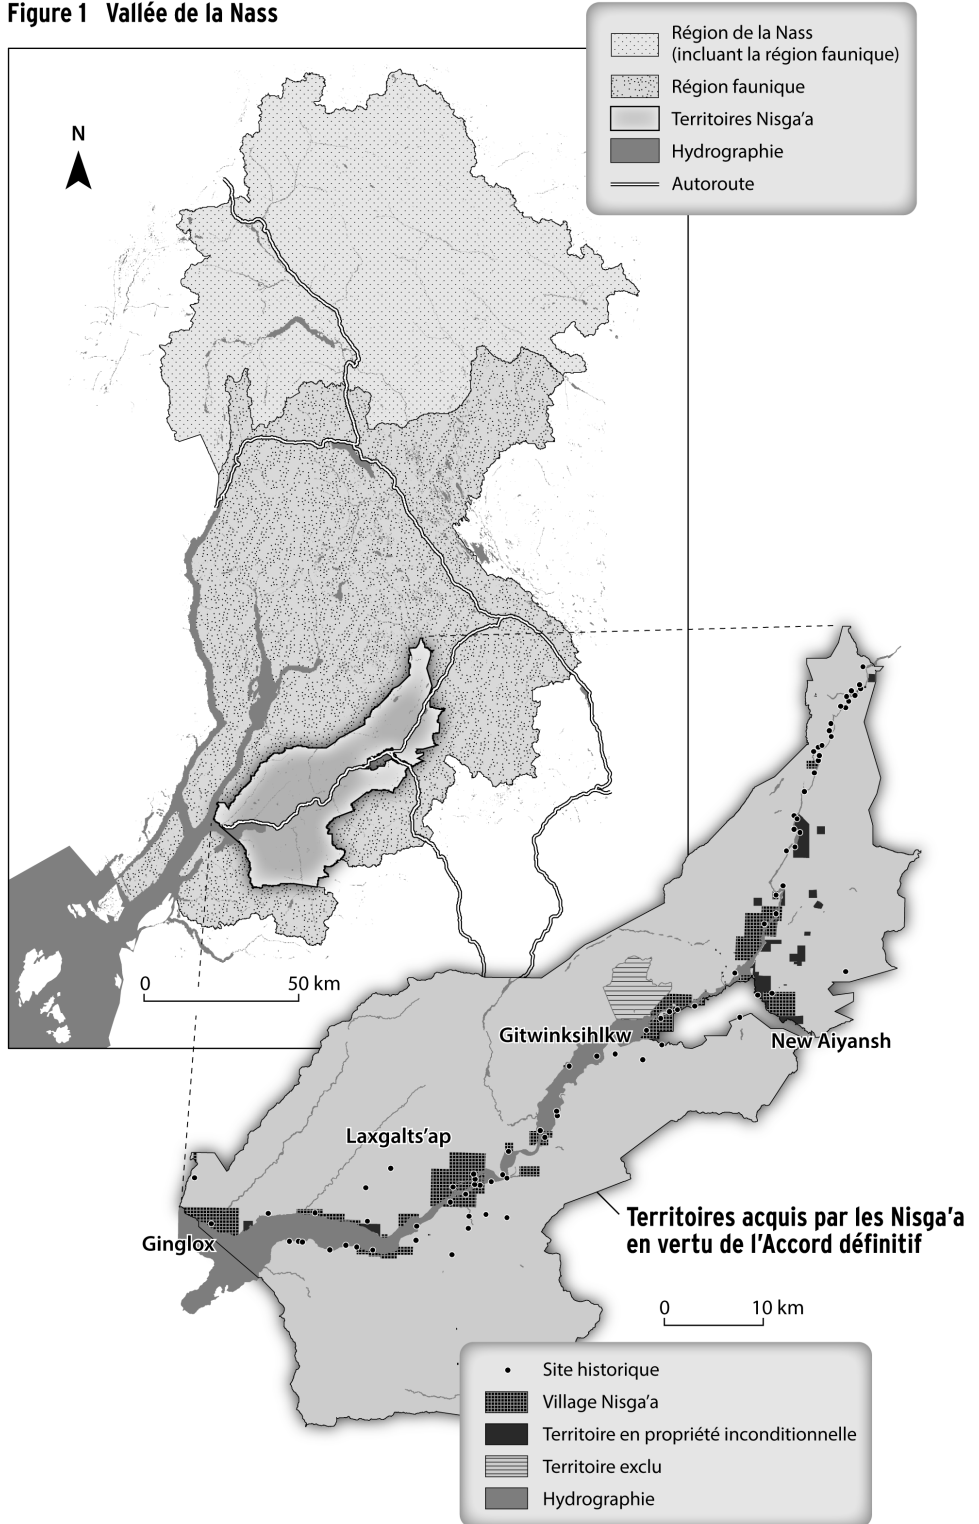 Figure 1 Vallée de la Nass
Région de la Nass
(incluant la région faunique)
Région faunique
Territoires Nisga’a
Hydrographie
Autoroute
N
0 50 km
Gitwinksihlkw
New Aiyansh
Laxgalts’ap
Ginglox
Territoires acquis par les Nisga’a
en vertu de l’Accord définitif
0 10 km
Site historique
Village Nisga’a
Territoire en propriété inconditionnelle
Territoire exclu
Hydrographie